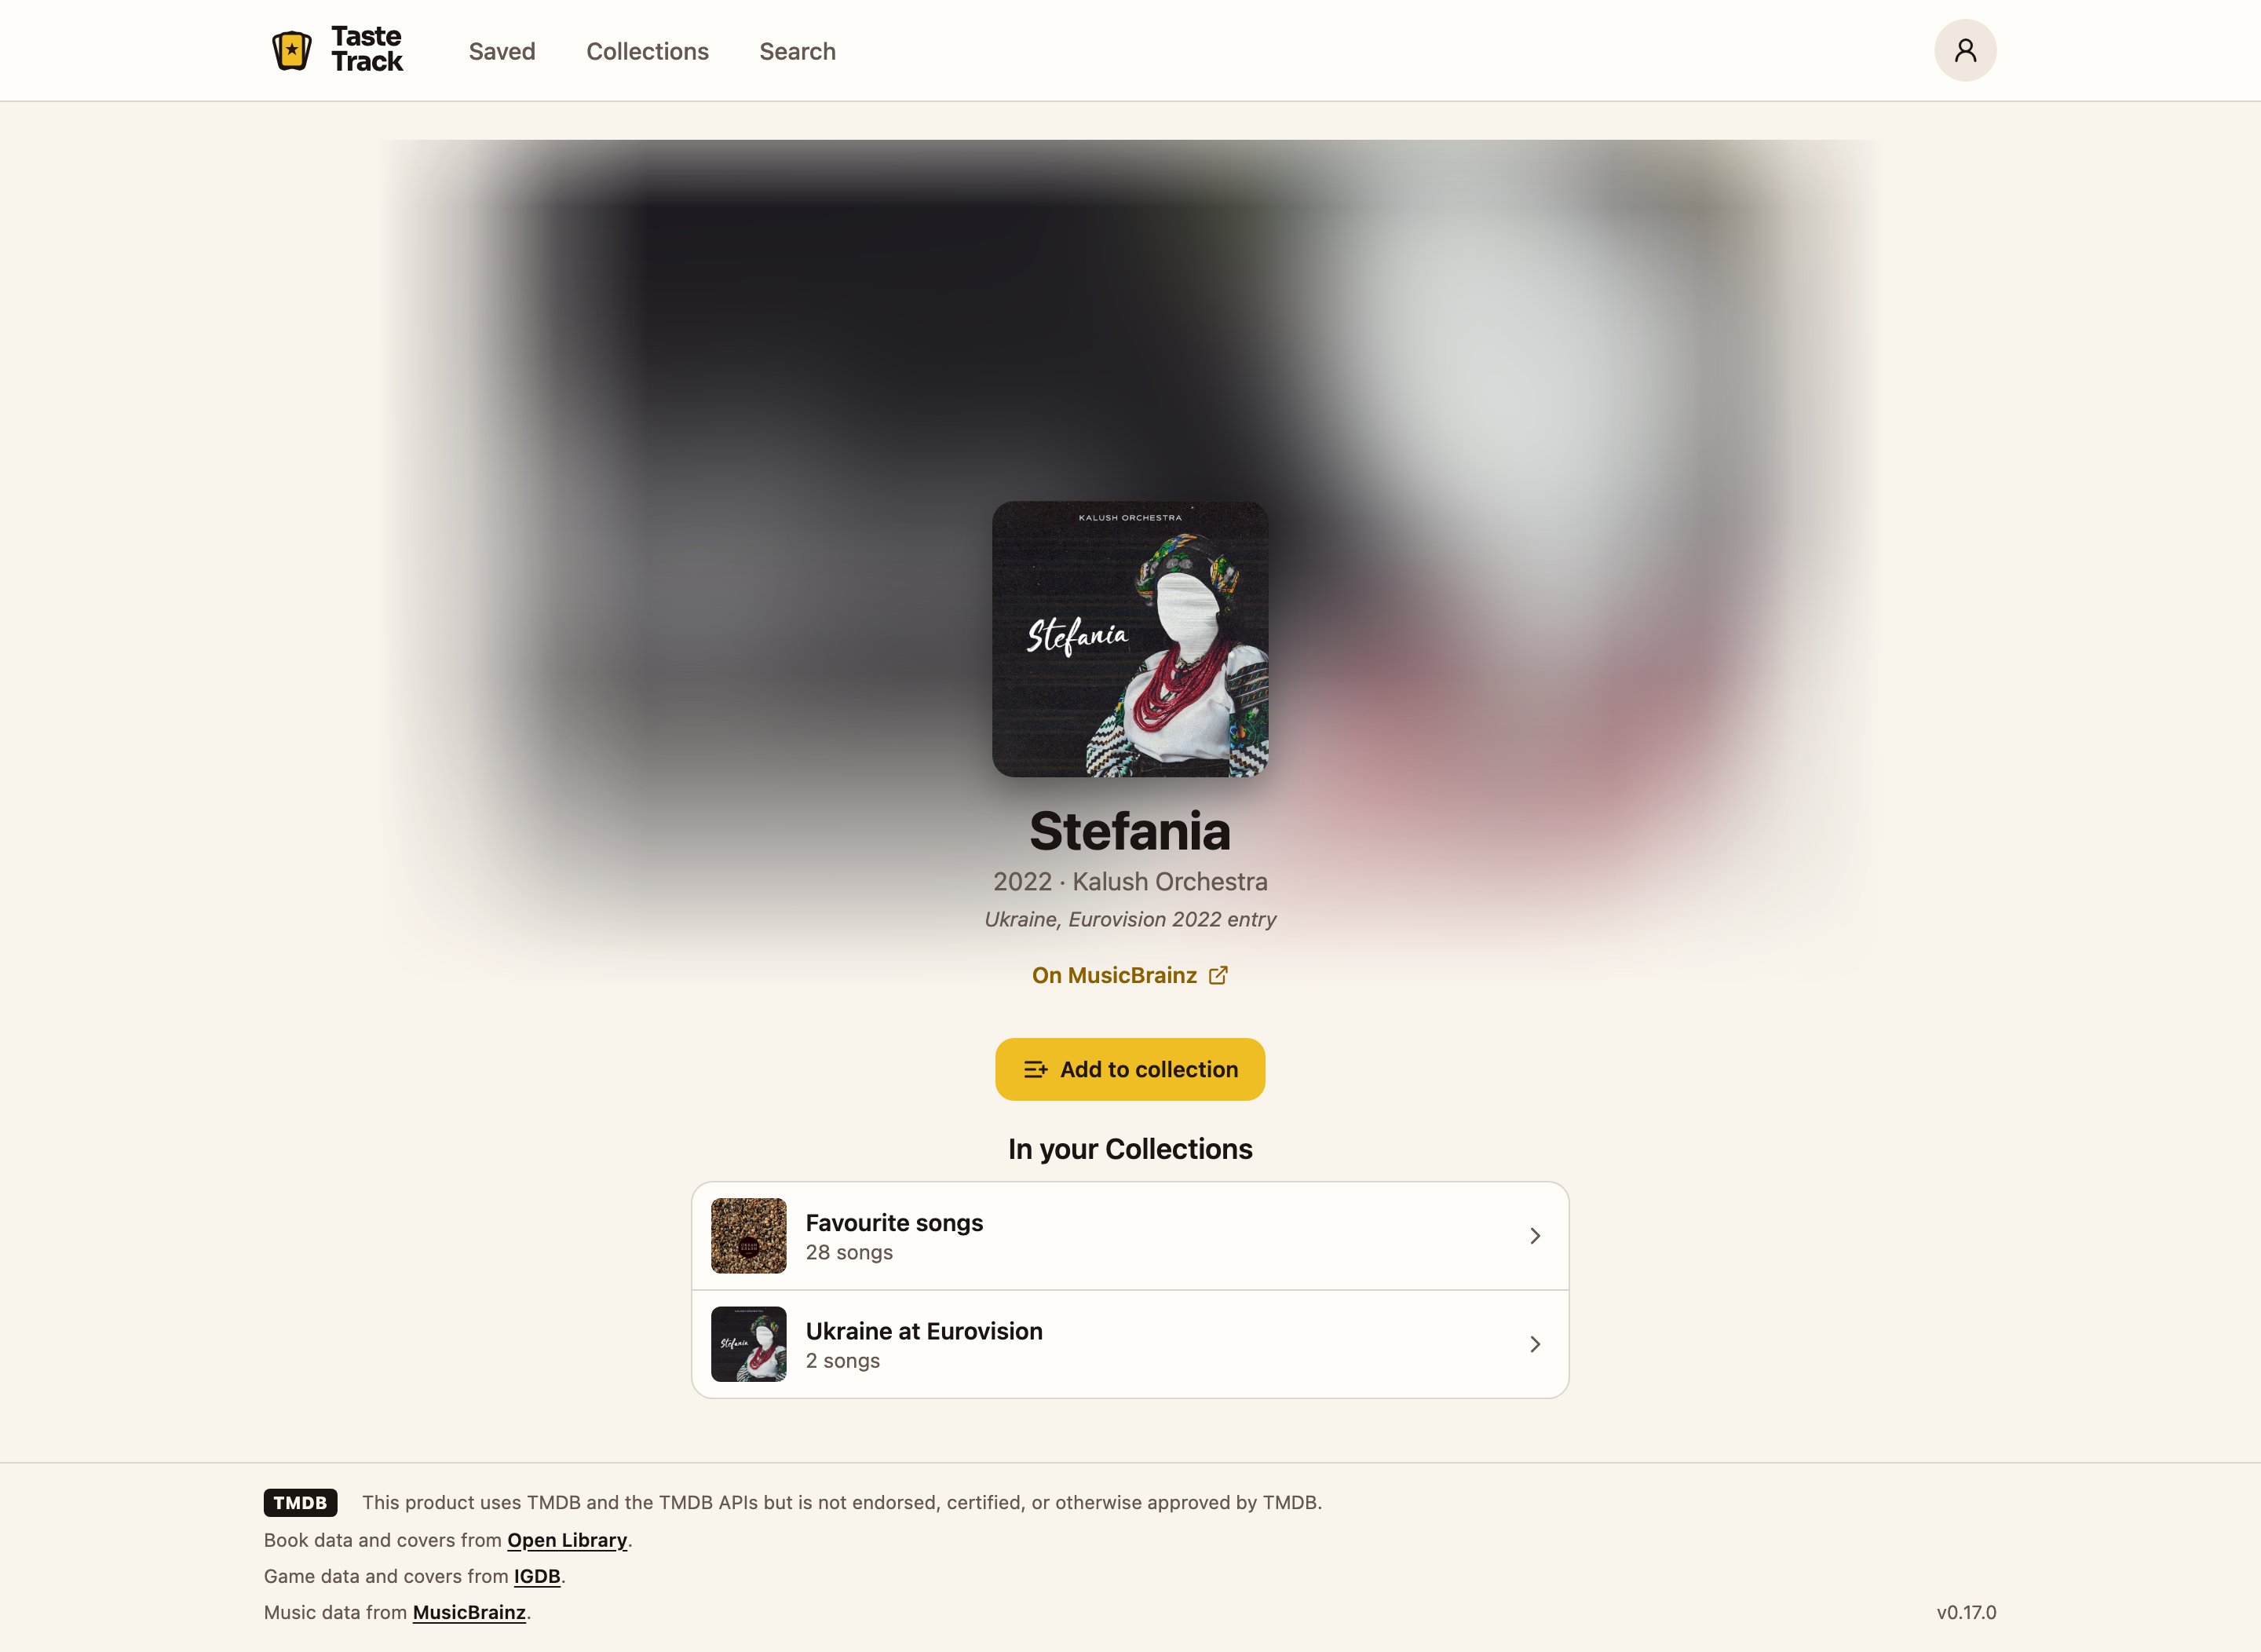 Taste
Track
Saved
Collections
Search
KALUSH ORCHESTRA
Stefania
Stefania
2022 · Kalush Orchestra
Ukraine, Eurovision 2022 entry
On MusicBrainz
Add to collection
In your Collections
Favourite songs
28 songs
Stefania
Ukraine at Eurovision
2 songs
TMDB
This product uses TMDB and the TMDB APIs but is not endorsed, certified, or otherwise approved by TMDB.
Book data and covers from Open Library.
Game data and covers from IGDB.
Music data from MusicBrainz.
v0.17.0